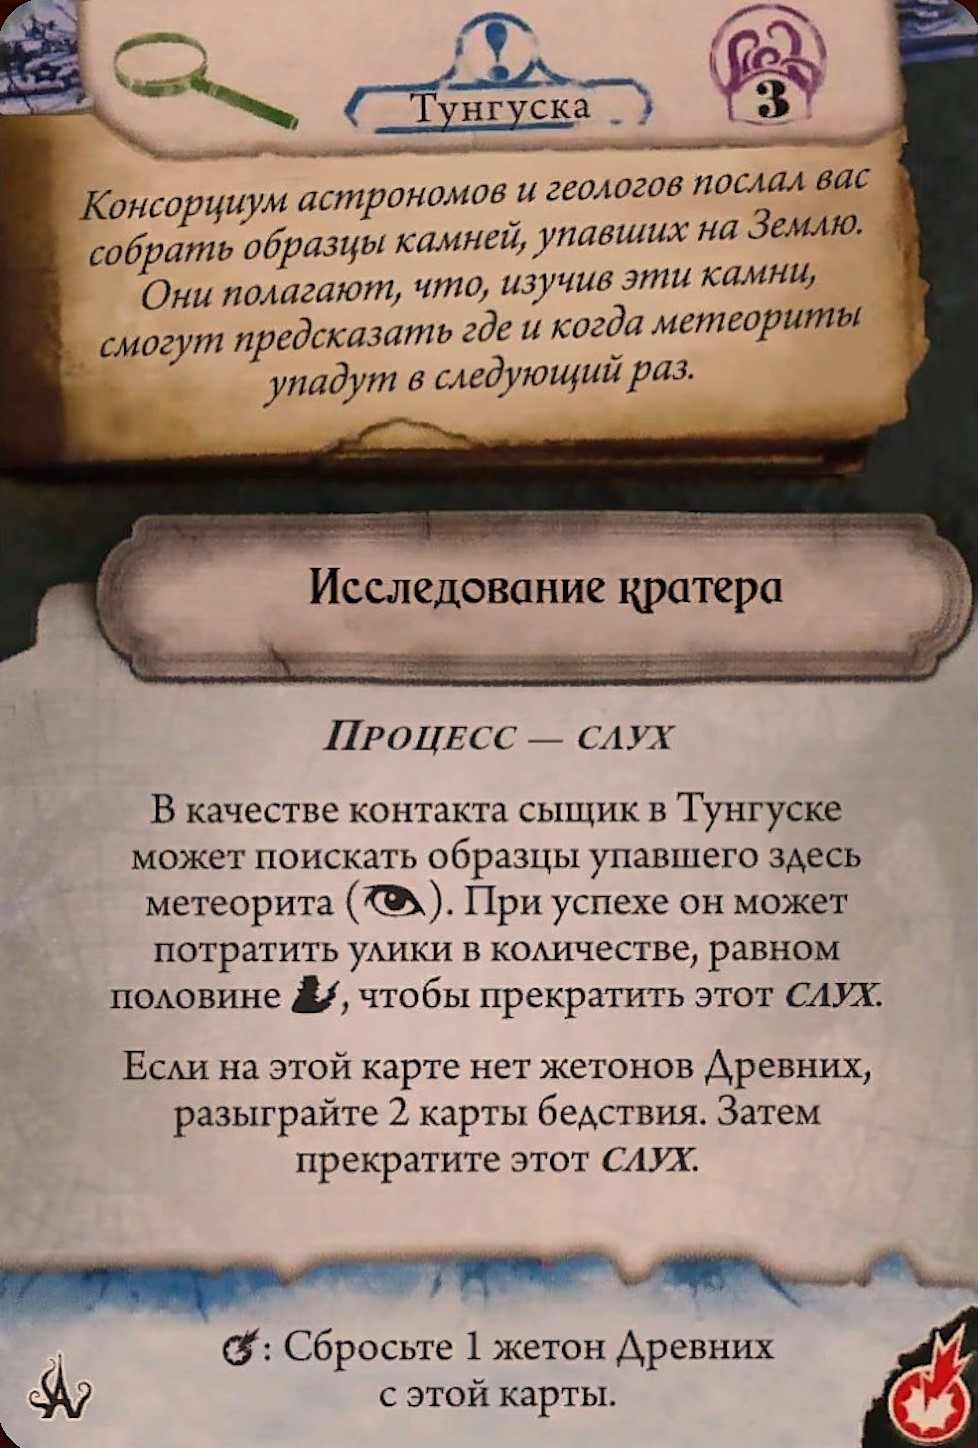 Тунгуска
3
Консорциум астрономов и геологов послал вас
собрать образцы камней, упавших на Землю.
Они полагают, что, изучив эти камни,
смогут предсказать где и когда метеориты
упадут в следующий раз.
Исследование кратера
Процесс — слух
В качестве контакта сыщик в Тунгуске
может поискать образцы упавшего здесь
метеорита ( ). При успехе он может
потратить улики в количестве, равном
половине , чтобы прекратить этот СЛУХ.
Если на этой карте нет жетонов Древних,
разыграйте 2 карты бедствия. Затем
прекратите этот СЛУХ.
: Сбросьте 1 жетон Древних
с этой карты.